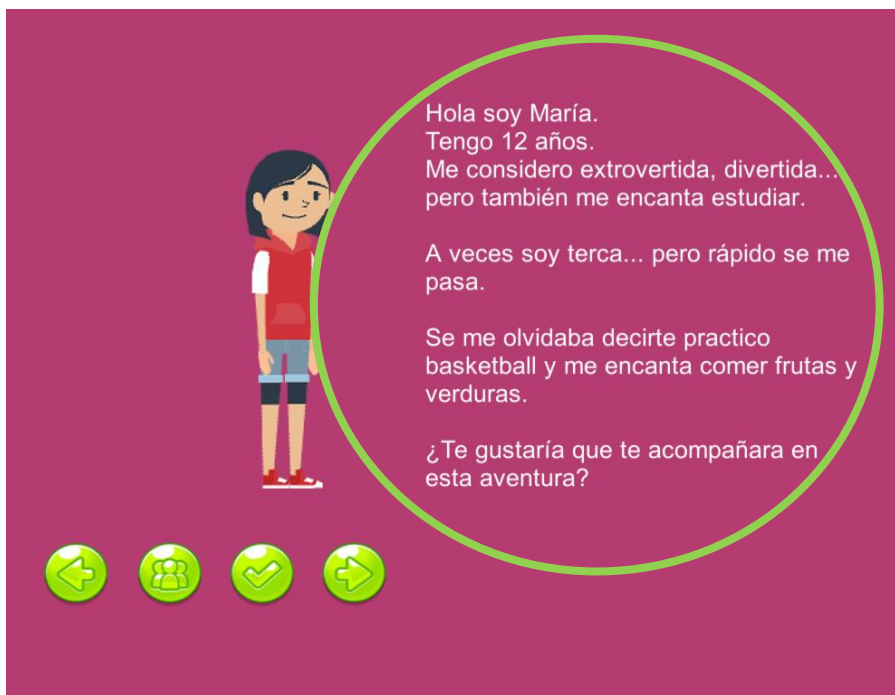 Hola soy María.
Tengo 12 años.
Me considero extrovertida, divertida...
pero también me encanta estudiar.
A veces soy terca... pero rápido se me
pasa.
Se me olvidaba decirte practico
basketball y me encanta comer frutas y
verduras.
¿Te gustaría que te acompañara en
esta aventura?